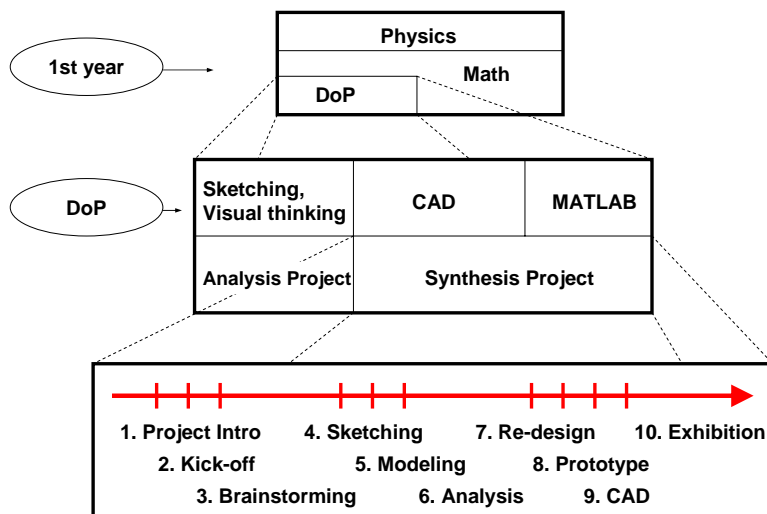 Physics
1st year
Math
DoP
Sketching,
Visual thinking
CAD
MATLAB
DoP
Analysis Project
Synthesis Project
1. Project Intro
4. Sketching
7. Re-design
10. Exhibition
2. Kick-off
5. Modeling
8. Prototype
3. Brainstorming
6. Analysis
9. CAD